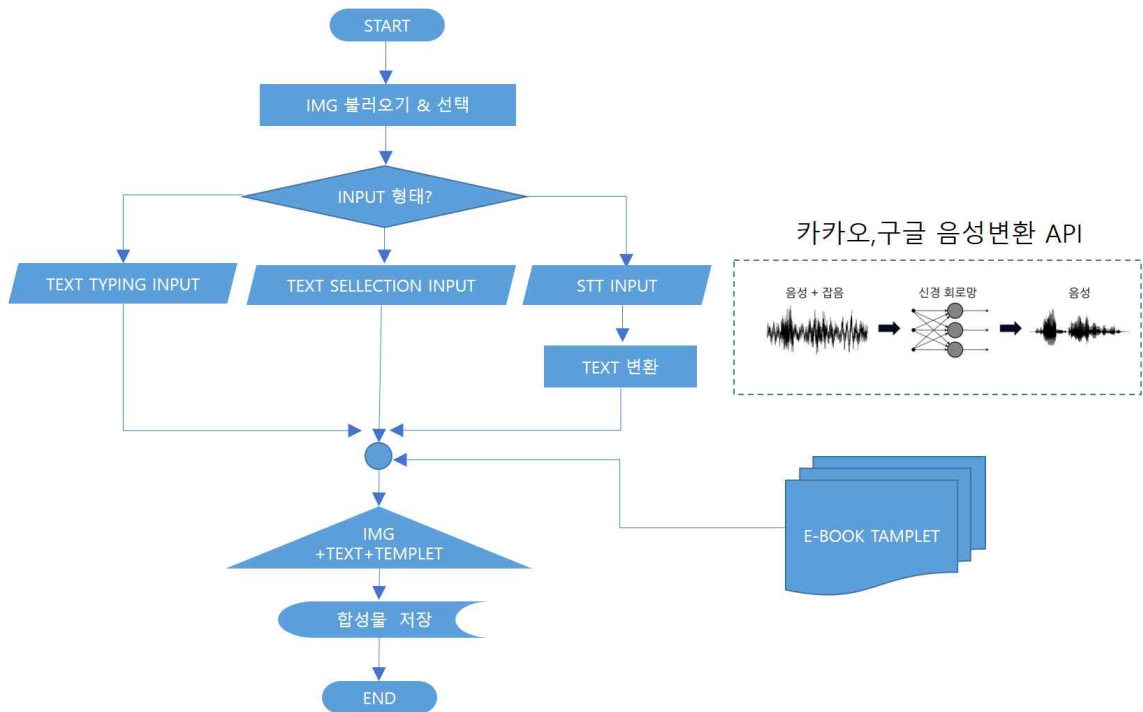 START
IMG 불러오기 & 선택
INPUT 형태?
TEXT TYPING INPUT
TEXT SELLECTION INPUT
STT INPUT
TEXT 변환
카카오,구글 음성변환 API
음성 + 잡음
신경 회로망
음성
E-BOOK TAMPLET
IMG
+TEXT+TEMPLET
합성물 저장
END